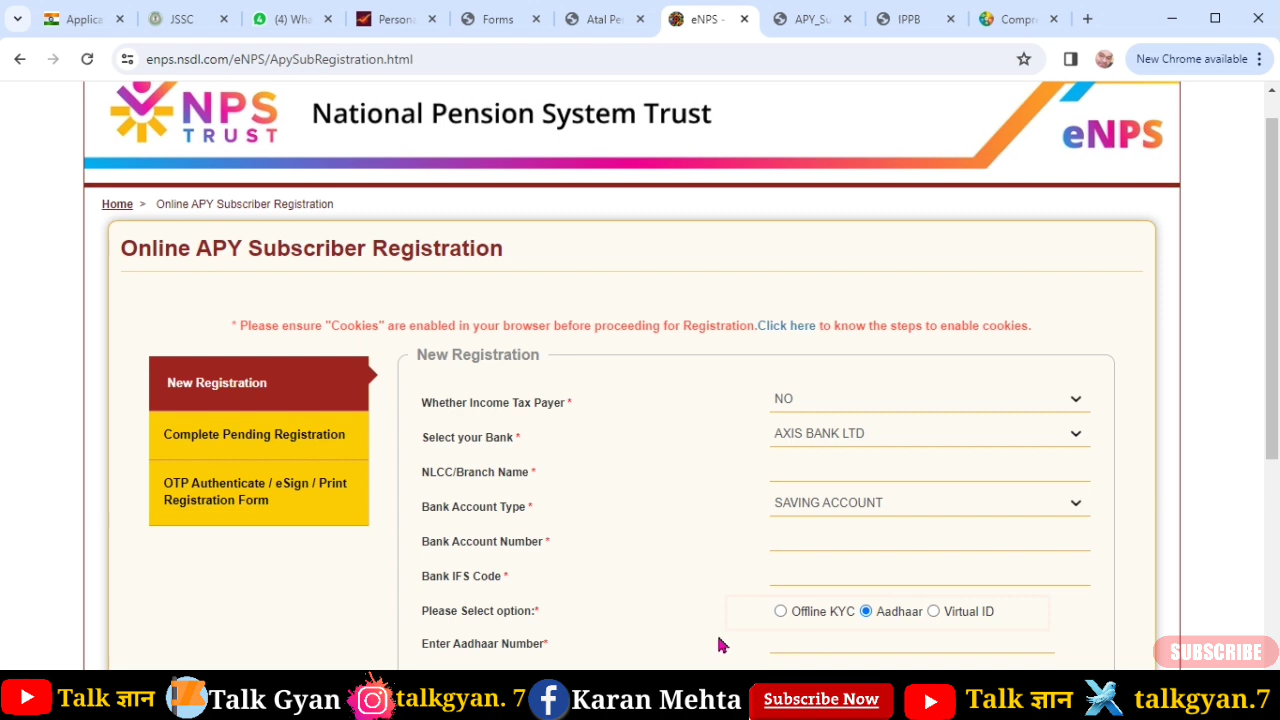 Applica
JSSC
(4) Wha
Persona
Forms
Atal Pe
eNPS -
APY_Su
IPPB
Compr
enps.nsdl.com/eNPS/ApySubRegistration.html
New Chrome available
NPS
TRUST
National Pension System Trust
eNPS
Home > Online APY Subscriber Registration
Online APY Subscriber Registration
* Please ensure "Cookies" are enabled in your browser before proceeding for Registration.Click here to know the steps to enable cookies.
New Registration
New Registration
Complete Pending Registration
OTP Authenticate / eSign / Print
Registration Form
Whether Income Tax Payer * NO
Select your Bank * AXIS BANK LTD
NLCC/Branch Name *
Bank Account Type * SAVING ACCOUNT
Bank Account Number *
Bank IFS Code *
Please Select option:* Offline KYC Aadhaar Virtual ID
Enter Aadhaar Number*
SUBSCRIBE
Talk ज्ञान Talk Gyan talkgyan. 7 Karan Mehta Subscribe Now Talk ज्ञान talkgyan.7